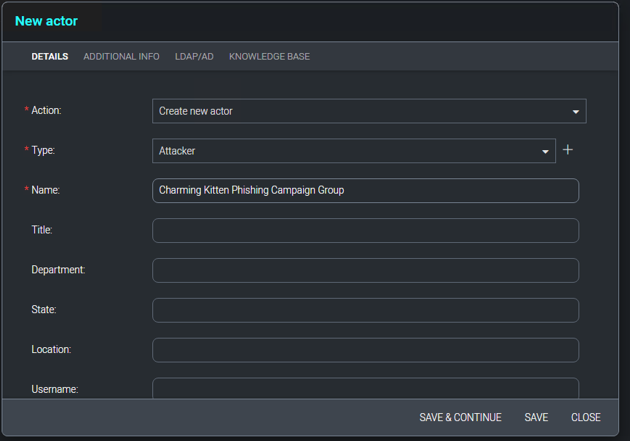 New actor
DETAILS ADDITIONAL INFO LDAP/AD KNOWLEDGE BASE
* Action: Create new actor
* Type: Attacker +
* Name: Charming Kitten Phishing Campaign Group
Title:
Department:
State:
Location:
Username:
SAVE & CONTINUE SAVE CLOSE